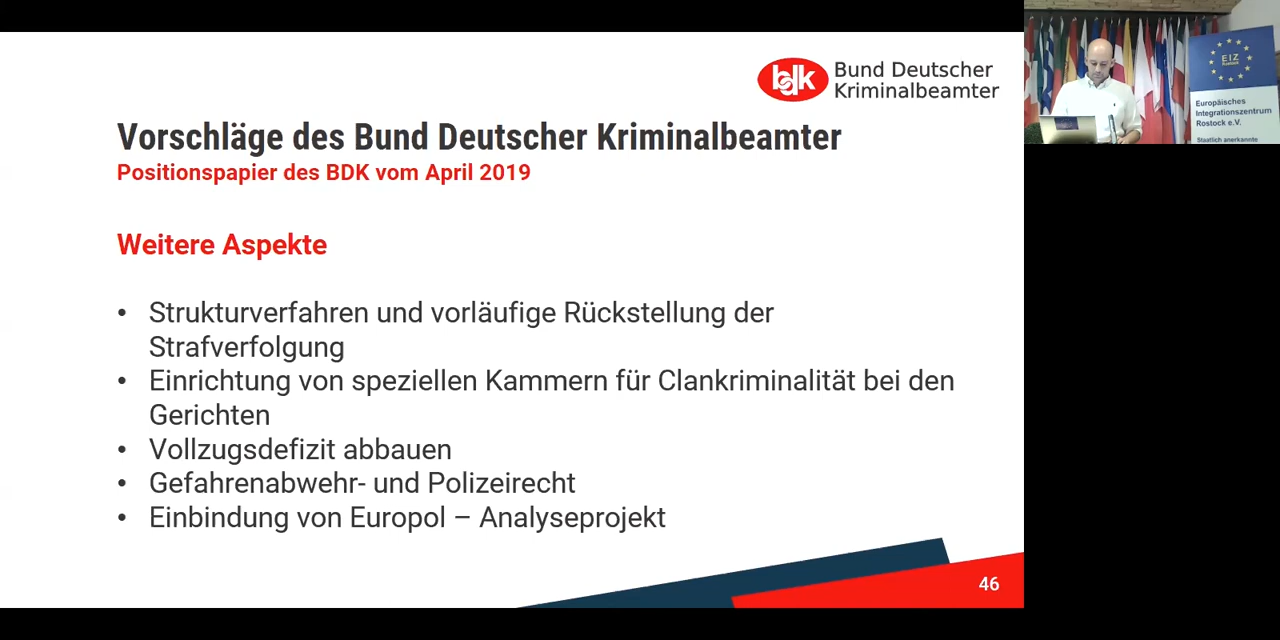 bdk Bund Deutscher
Kriminalbeamter
Vorschläge des Bund Deutscher Kriminalbeamter
Positionspapier des BDK vom April 2019
Weitere Aspekte
• Strukturverfahren und vorläufige Rückstellung der
Strafverfolgung
• Einrichtung von speziellen Kammern für Clankriminalität bei den
Gerichten
• Vollzugsdefizit abbauen
• Gefahrenabwehr- und Polizeirecht
• Einbindung von Europol – Analyseprojekt
46
EIZ
Rostock
Europäisches
Integrationszentrum
Rostock e.V.
Staatlich anerkannte